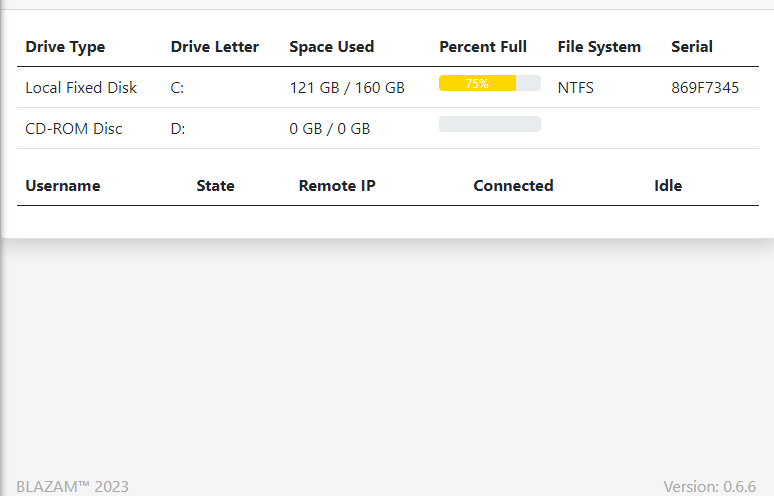 Drive Type Drive Letter Space Used Percent Full File System Serial
Local Fixed Disk C: 121 GB / 160 GB 75% NTFS 869F7345
CD-ROM Disc D: 0 GB / 0 GB
Username State Remote IP Connected Idle
BLAZAM™ 2023 Version: 0.6.6